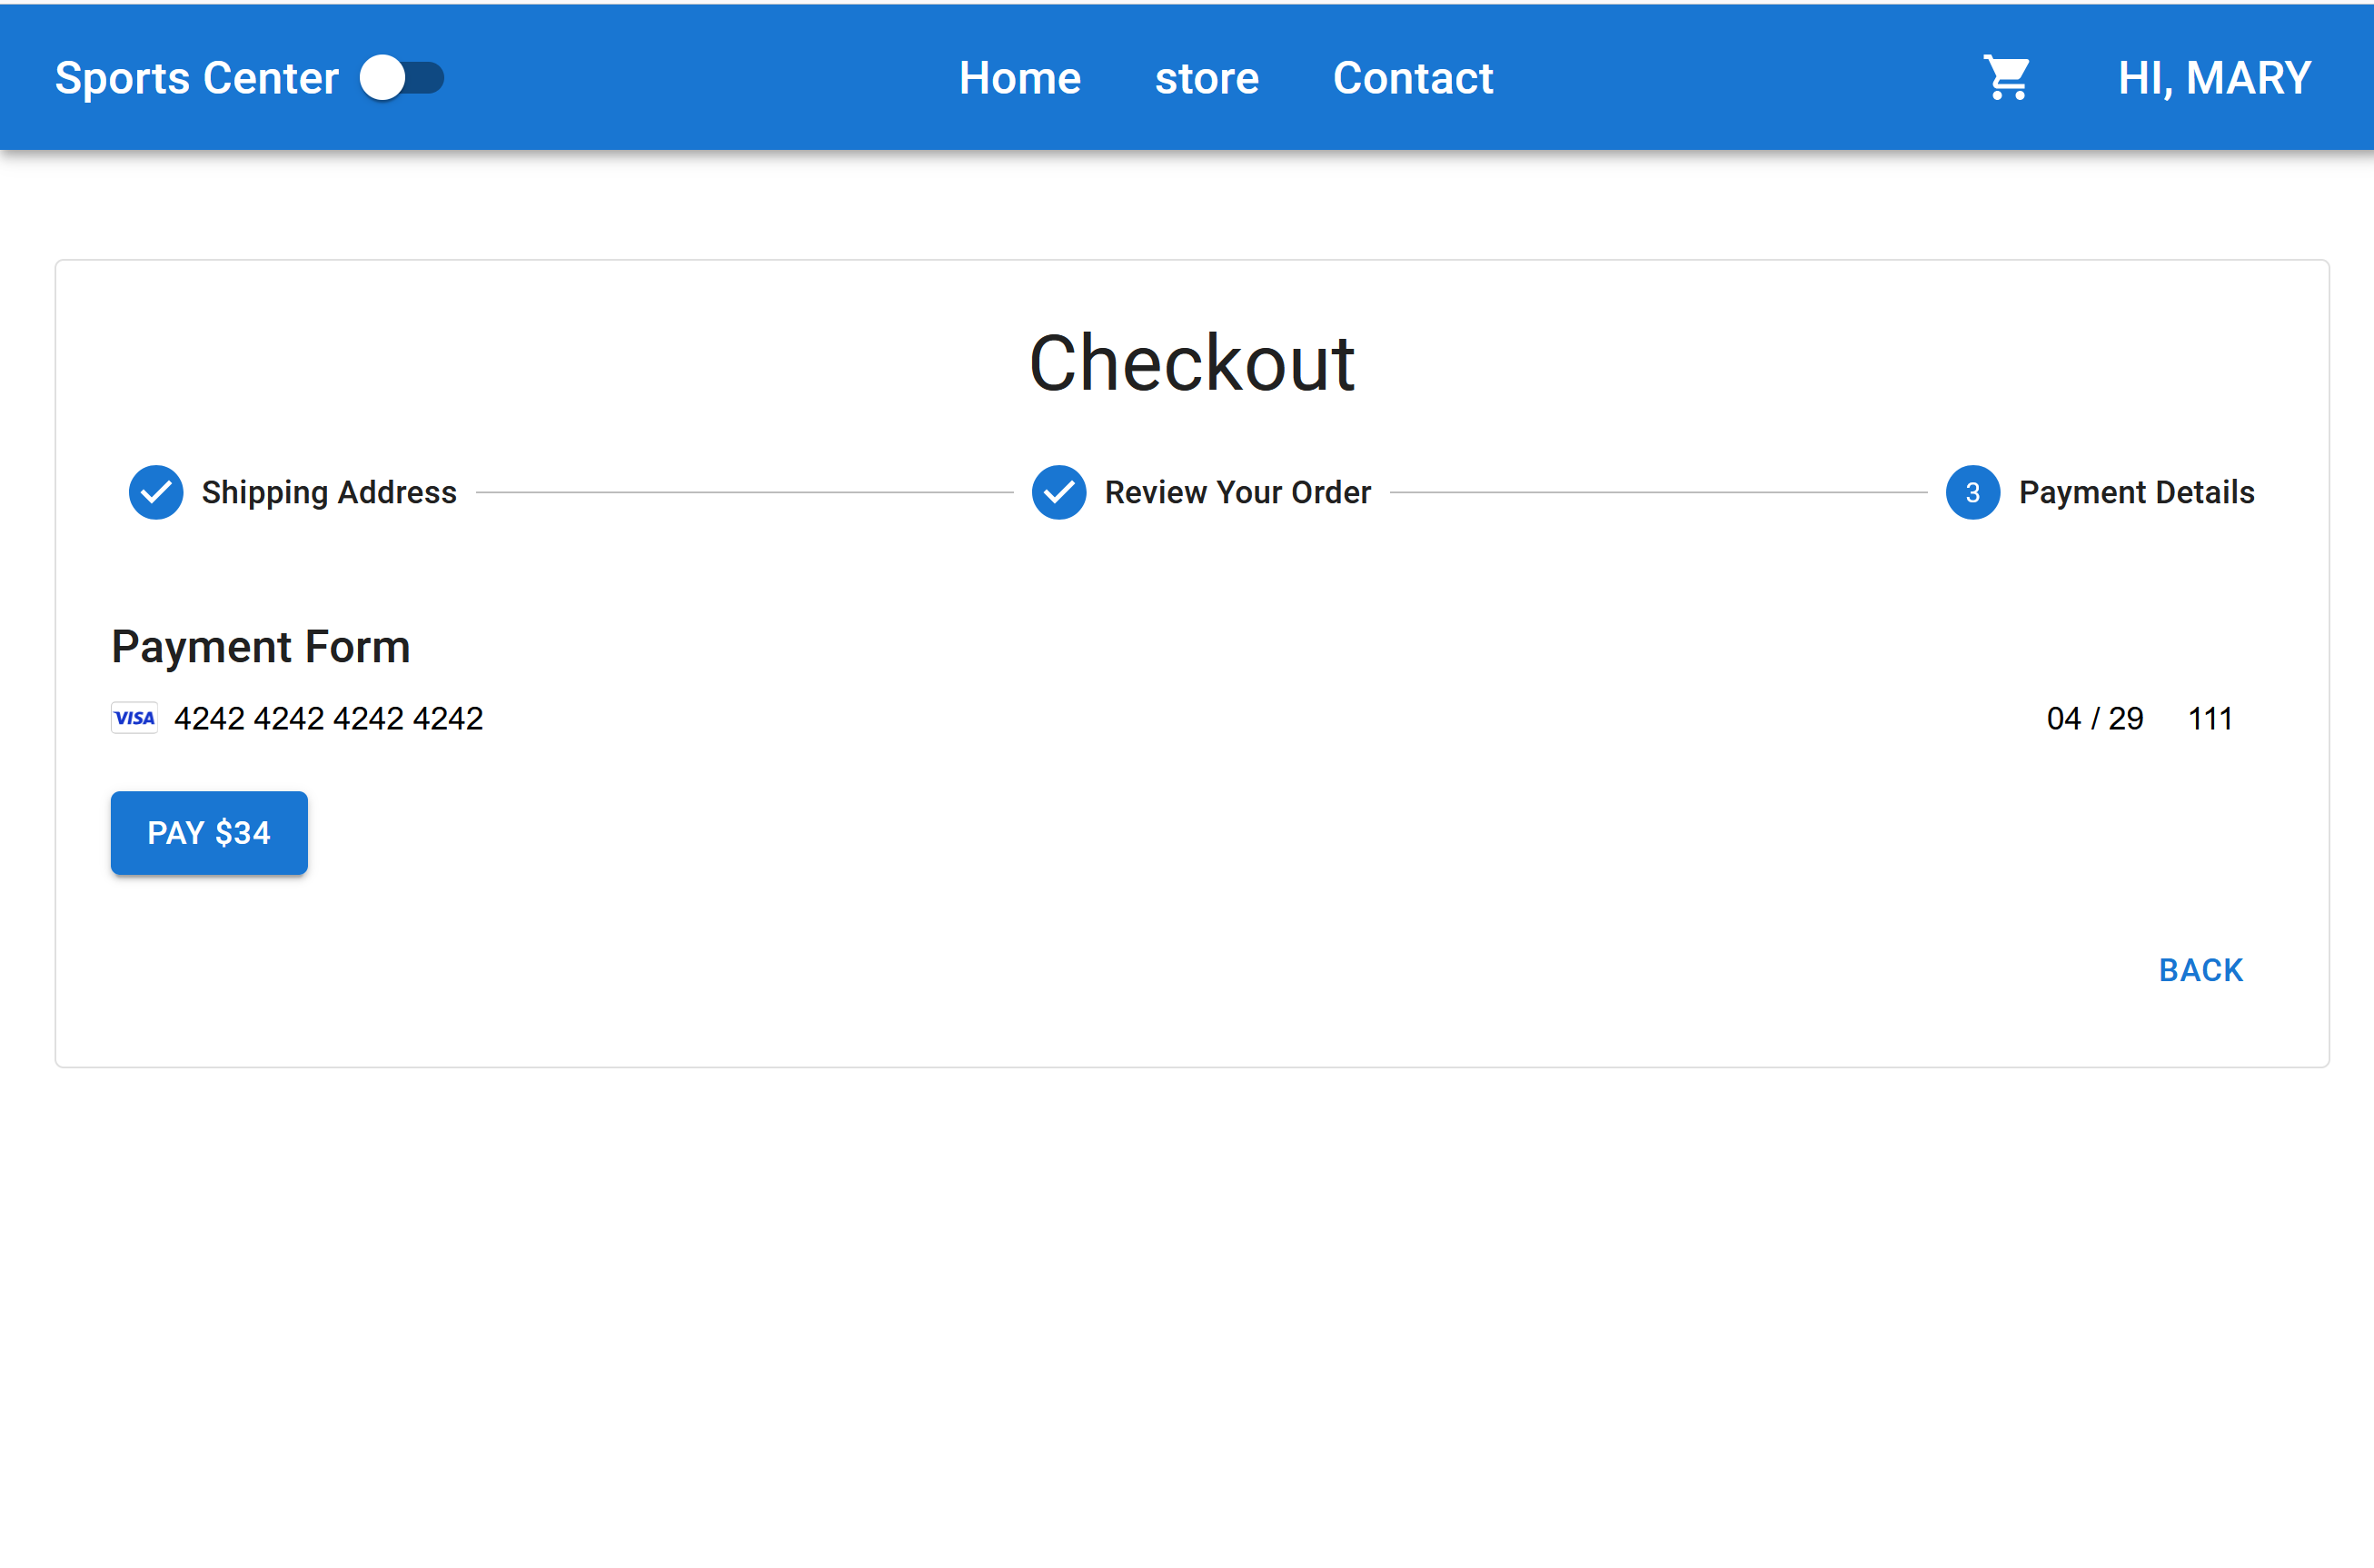 Sports Center Home store Contact HI, MARY
Checkout
Shipping Address Review Your Order 3 Payment Details
Payment Form
VISA 4242 4242 4242 4242 04 / 29 111
PAY $34
BACK